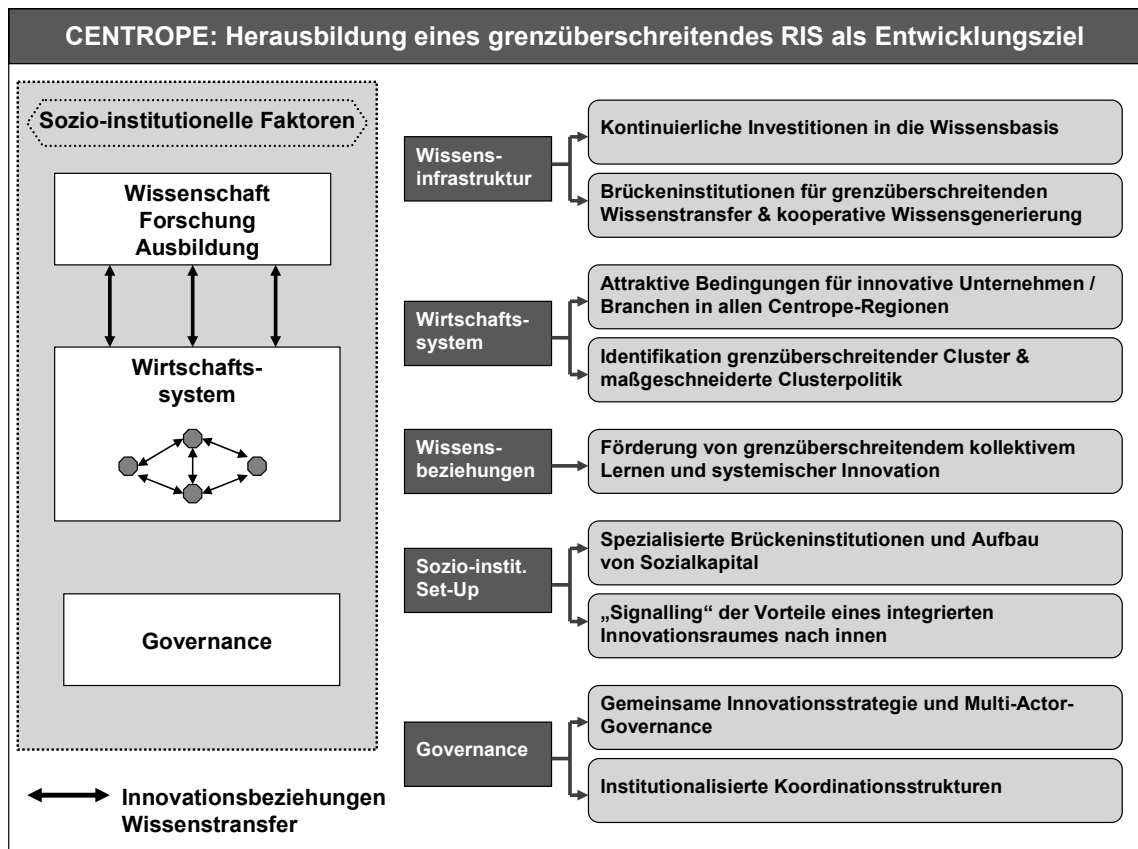 CENTROPE: Herausbildung eines grenzüberschreitendes RIS als Entwicklungsziel
Sozio-institutionelle Faktoren
Wissenschaft
Forschung
Ausbildung
Wirtschafts-
system
Governance
Innovationsbeziehungen
Wissenstransfer
Wissens-
infrastruktur
Kontinuierliche Investitionen in die Wissensbasis
Brückeninstitutionen für grenzüberschreitenden
Wissenstransfer & kooperative Wissensgenerierung
Wirtschafts-
system
Attraktive Bedingungen für innovative Unternehmen /
Branchen in allen Centrope-Regionen
Identifikation grenzüberschreitender Cluster &
maßgeschneiderte Clusterpolitik
Wissens-
beziehungen
Förderung von grenzüberschreitendem kollektivem
Lernen und systemischer Innovation
Sozio-instit.
Set-Up
Spezialisierte Brückeninstitutionen und Aufbau
von Sozialkapital
„Signalling“ der Vorteile eines integrierten
Innovationsraumes nach innen
Governance
Gemeinsame Innovationsstrategie und Multi-Actor-
Governance
Institutionalisierte Koordinationsstrukturen